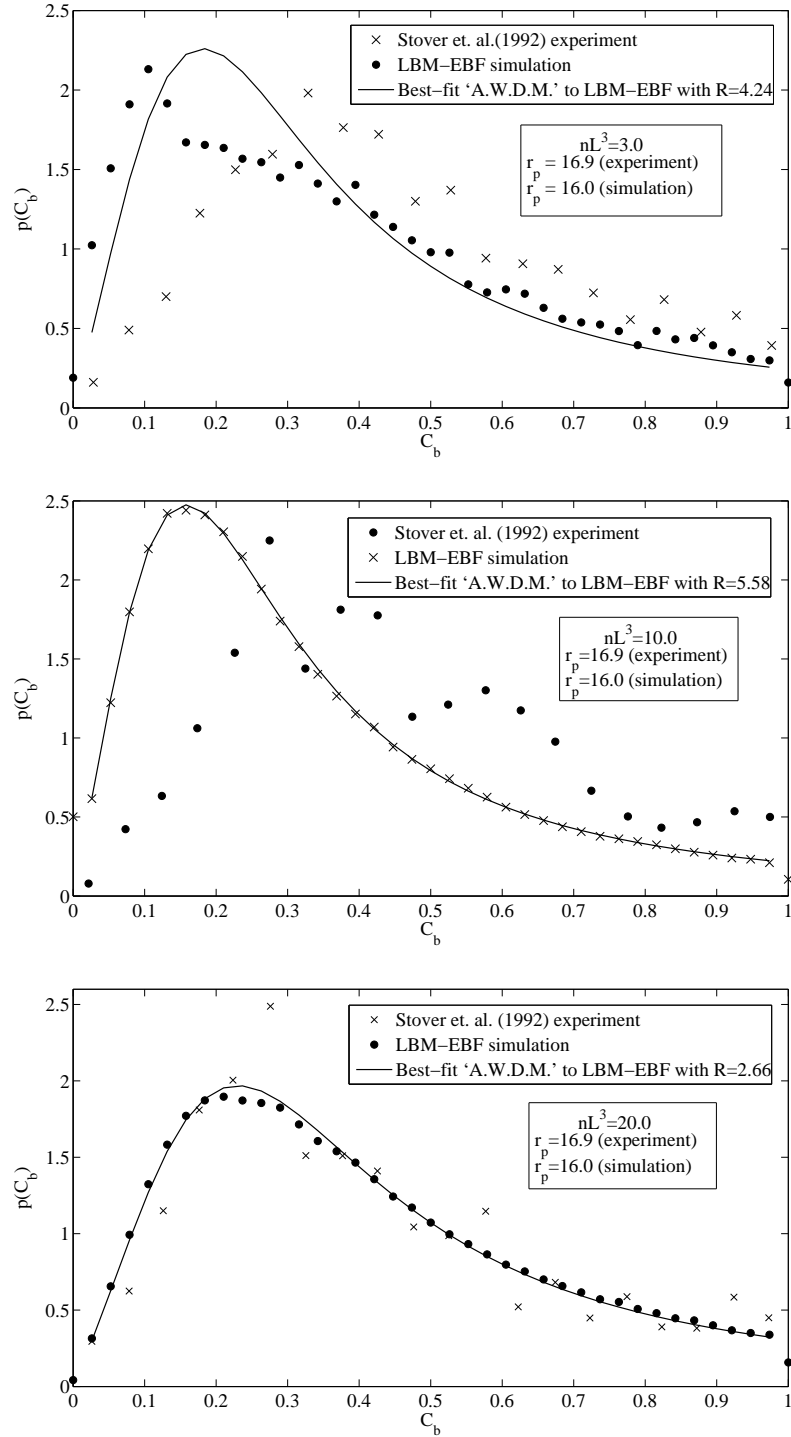 2.5
2
1.5
1
0.5
0
p(C_b)
× Stover et. al.(1992) experiment
● LBM−EBF simulation
Best−fit ‘A.W.D.M.’ to LBM−EBF with R=4.24
nL^3=3.0
r_p = 16.9 (experiment)
r_p = 16.0 (simulation)
0 0.1 0.2 0.3 0.4 0.5 0.6 0.7 0.8 0.9 1
C_b
2.5
2
1.5
1
0.5
0
p(C_b)
● Stover et. al. (1992) experiment
× LBM−EBF simulation
Best−fit ‘A.W.D.M.’ to LBM−EBF with R=5.58
nL^3=10.0
r_p=16.9 (experiment)
r_p=16.0 (simulation)
0 0.1 0.2 0.3 0.4 0.5 0.6 0.7 0.8 0.9 1
C_b
2.5
2
1.5
1
0.5
0
p(C_b)
× Stover et. al. (1992) experiment
● LBM−EBF simulation
Best−fit ‘A.W.D.M.’ to LBM−EBF with R=2.66
nL^3=20.0
r_p=16.9 (experiment)
r_p=16.0 (simulation)
0 0.1 0.2 0.3 0.4 0.5 0.6 0.7 0.8 0.9 1
C_b